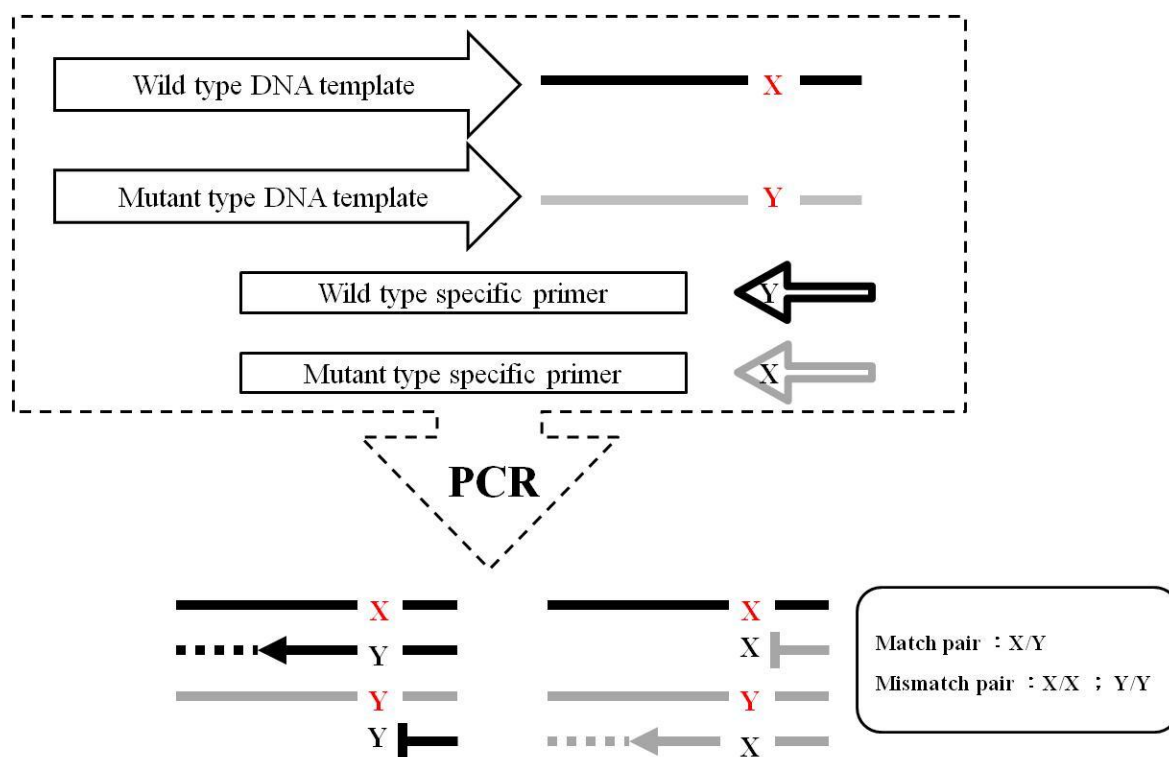 Wild type DNA template
X
Mutant type DNA template
Y
Wild type specific primer
Y
Mutant type specific primer
X
PCR
X
X
Y
X
Y
Y
Y
X
Match pair ：X/Y
Mismatch pair ：X/X ；Y/Y